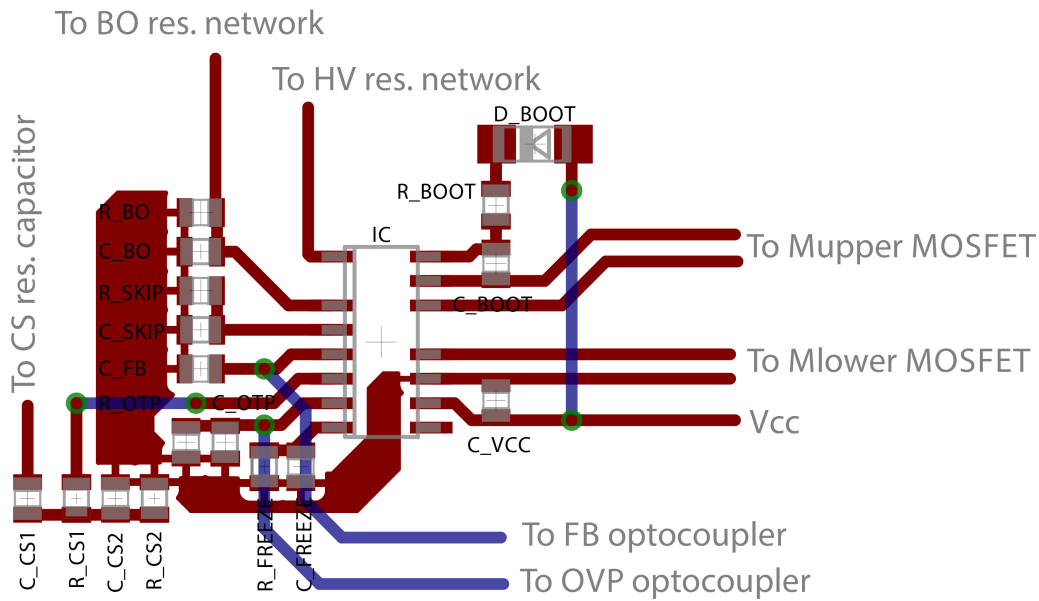 To BO res. network
To HV res. network
D_BOOT
To CS res. capacitor
R_BOOT
R_BO
IC
To Mupper MOSFET
C_BO
R_SKIP
C_BOOT
C_SKIP
To Mlower MOSFET
C_FB
R_OTP
C_OTP
Vcc
C_VCC
To FB optocoupler
C_CS1
R_CS1
C_CS2
R_CS2
R_FREEZE
C_FREEZE
To OVP optocoupler